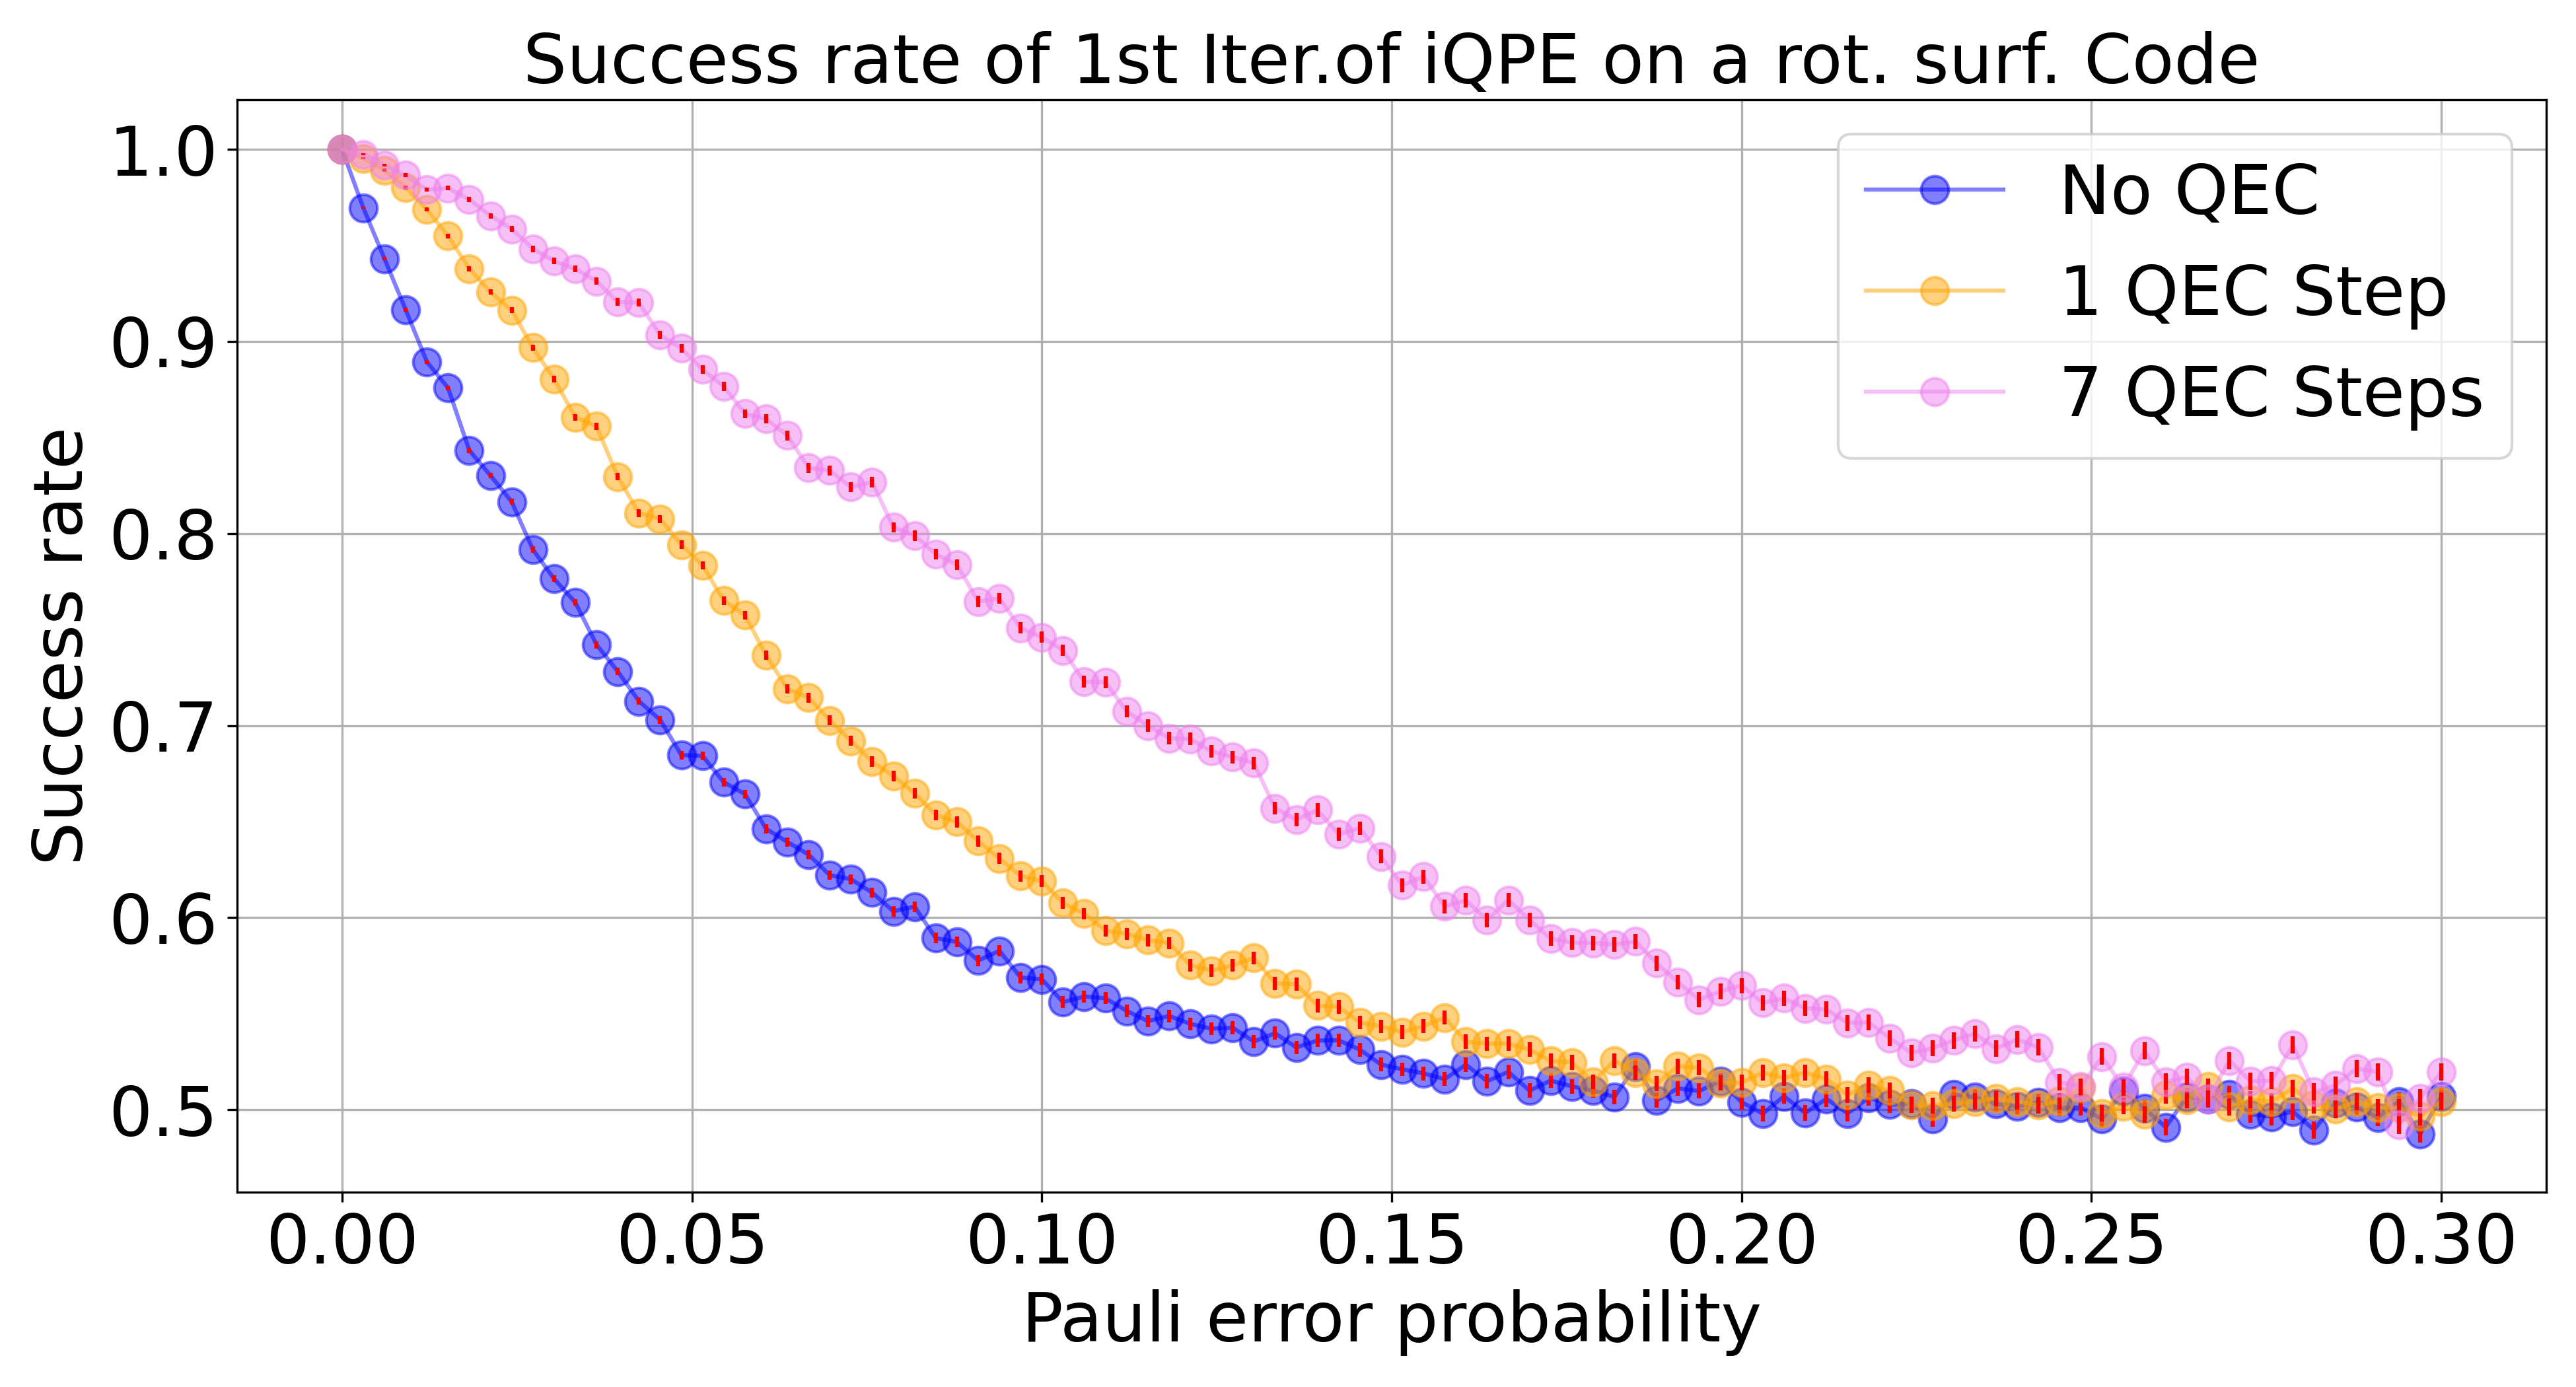 Success rate of 1st Iter.of iQPE on a rot. surf. Code
No QEC
1 QEC Step
7 QEC Steps
Success rate
1.0
0.9
0.8
0.7
0.6
0.5
0.00 0.05 0.10 0.15 0.20 0.25 0.30
Pauli error probability